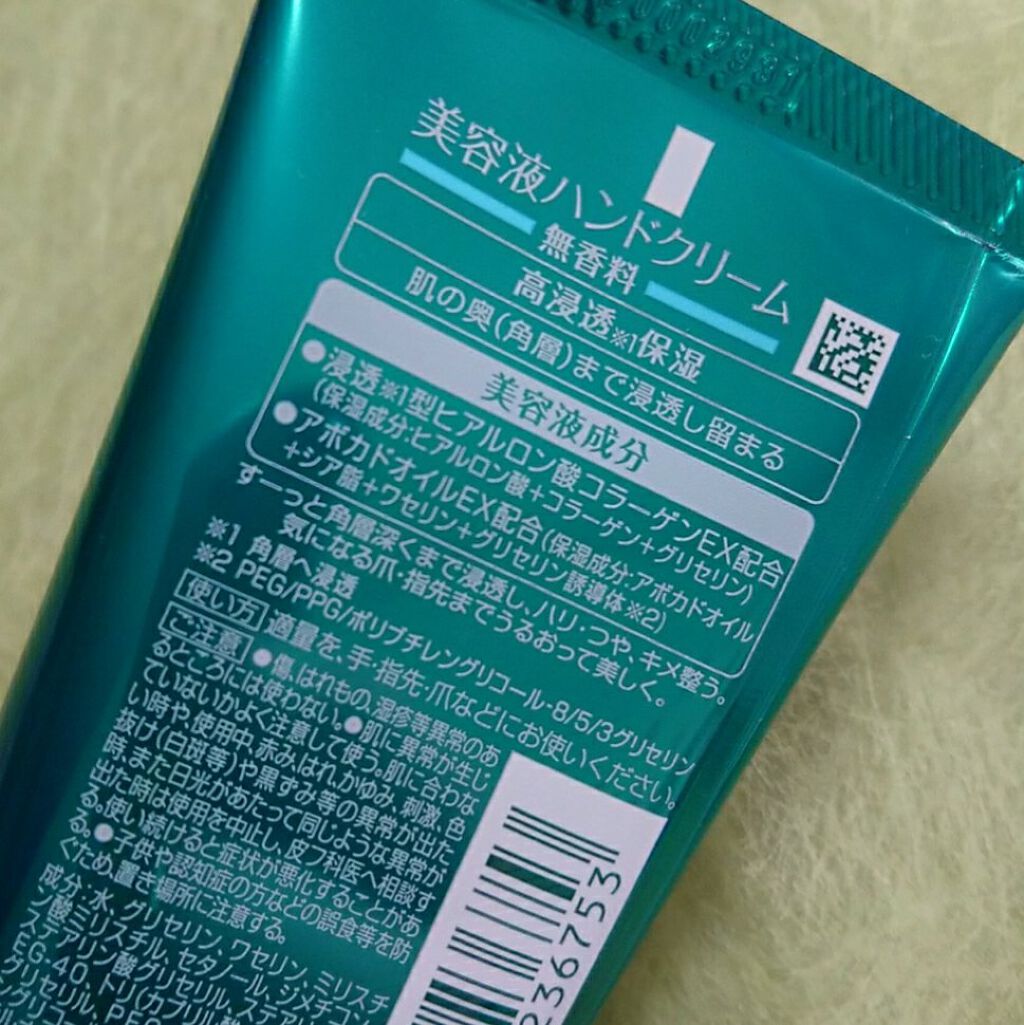 美容液ハンドクリーム
無香料
高浸透※1保湿
肌の奥(角層)まで浸透し留まる
美容液成分
●浸透※1型ヒアルロン酸コラーゲンEX配合
(保湿成分:ヒアルロン酸+コラーゲン+グリセリン)
●アボカドオイルEX配合(保湿成分:アボカドオイル
+シア脂+ワセリン+グリセリン誘導体※2)
すーっと角層深くまで浸透し、ハリ・つや、キメ整う。
気になる爪・指先までうるおって美しく。
※1 角層へ浸透
※2 PEG/PPG/ポリブチレングリコール-8/5/3グリセリン
使い方 適量を、手・指先・爪などにお使いください。
ご注意 ●傷、はれもの、湿疹等異常のあ
るところには使わない。●肌に異常が生じ
ていないかよく注意して使う。肌に合わな
い時や、使用中、赤み、はれ、かゆみ、刺激、色
抜け(白斑等)や黒ずみ等の異常が出た
時、また日光があたって同じような異常が
出た時は使用を中止し、皮フ科医へ相談す
る。使い続けると症状が悪化することがあ
る。●子供や認知症の方などの誤食等を防
ぐため、置き場所に注意する。
成分:水、グリセリン、ワセリン、ミリスチ
ン酸ミリスチル、セタノール、ジメチコン、
ステアリン酸グリセリル、ステアリ
EG-40、トリ(カプリル酸
グリセリル、PEG
236753